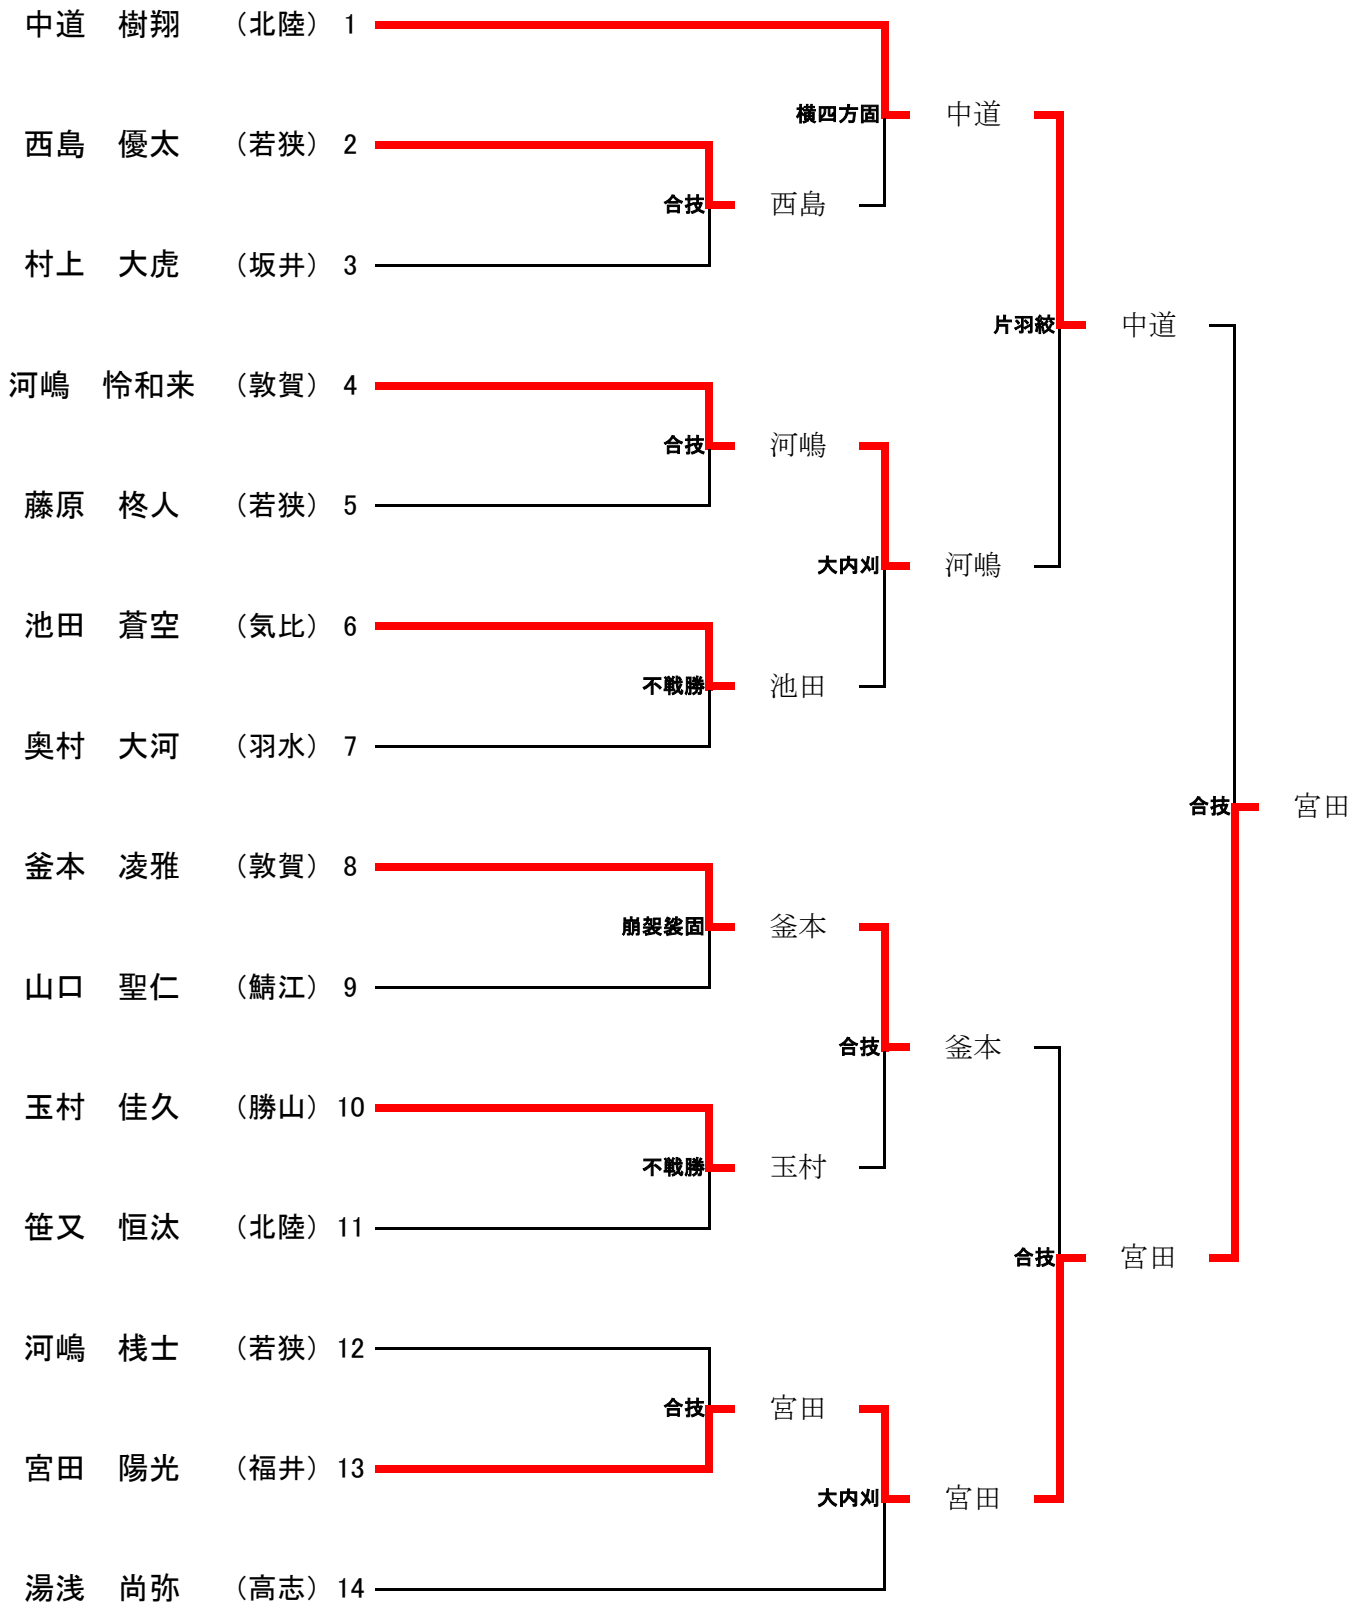 中道 樹翔 （北陸） 1
横四方固 中道
西島 優太 （若狭） 2
合技 西島
村上 大虎 （坂井） 3
片羽絞 中道
河嶋 怜和来 （敦賀） 4
合技 河嶋
藤原 柊人 （若狭） 5
大内刈 河嶋
池田 蒼空 （気比） 6
不戦勝 池田
奥村 大河 （羽水） 7
合技 宮田
釜本 凌雅 （敦賀） 8
崩袈裟固 釜本
山口 聖仁 （鯖江） 9
合技 釜本
玉村 佳久 （勝山） 10
不戦勝 玉村
笹又 恒汰 （北陸） 11
合技 宮田
河嶋 桟士 （若狭） 12
合技 宮田
宮田 陽光 （福井） 13
大内刈 宮田
湯浅 尚弥 （高志） 14